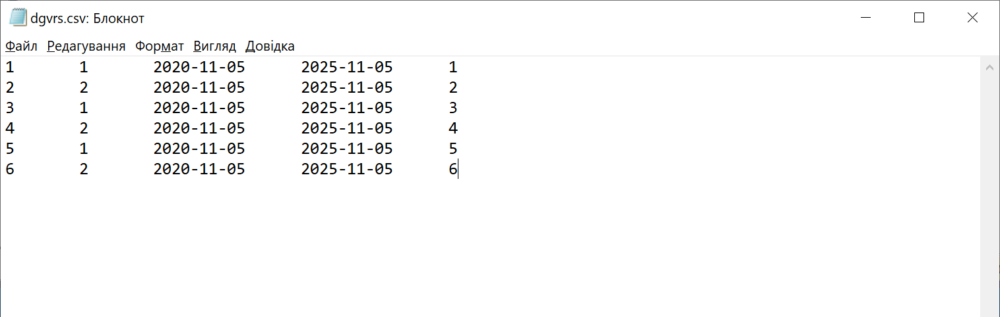 dgvrs.csv: Блокнот
Файл Редагування Формат Вигляд Довідка
1 1 2020-11-05 2025-11-05 1
2 2 2020-11-05 2025-11-05 2
3 1 2020-11-05 2025-11-05 3
4 2 2020-11-05 2025-11-05 4
5 1 2020-11-05 2025-11-05 5
6 2 2020-11-05 2025-11-05 6